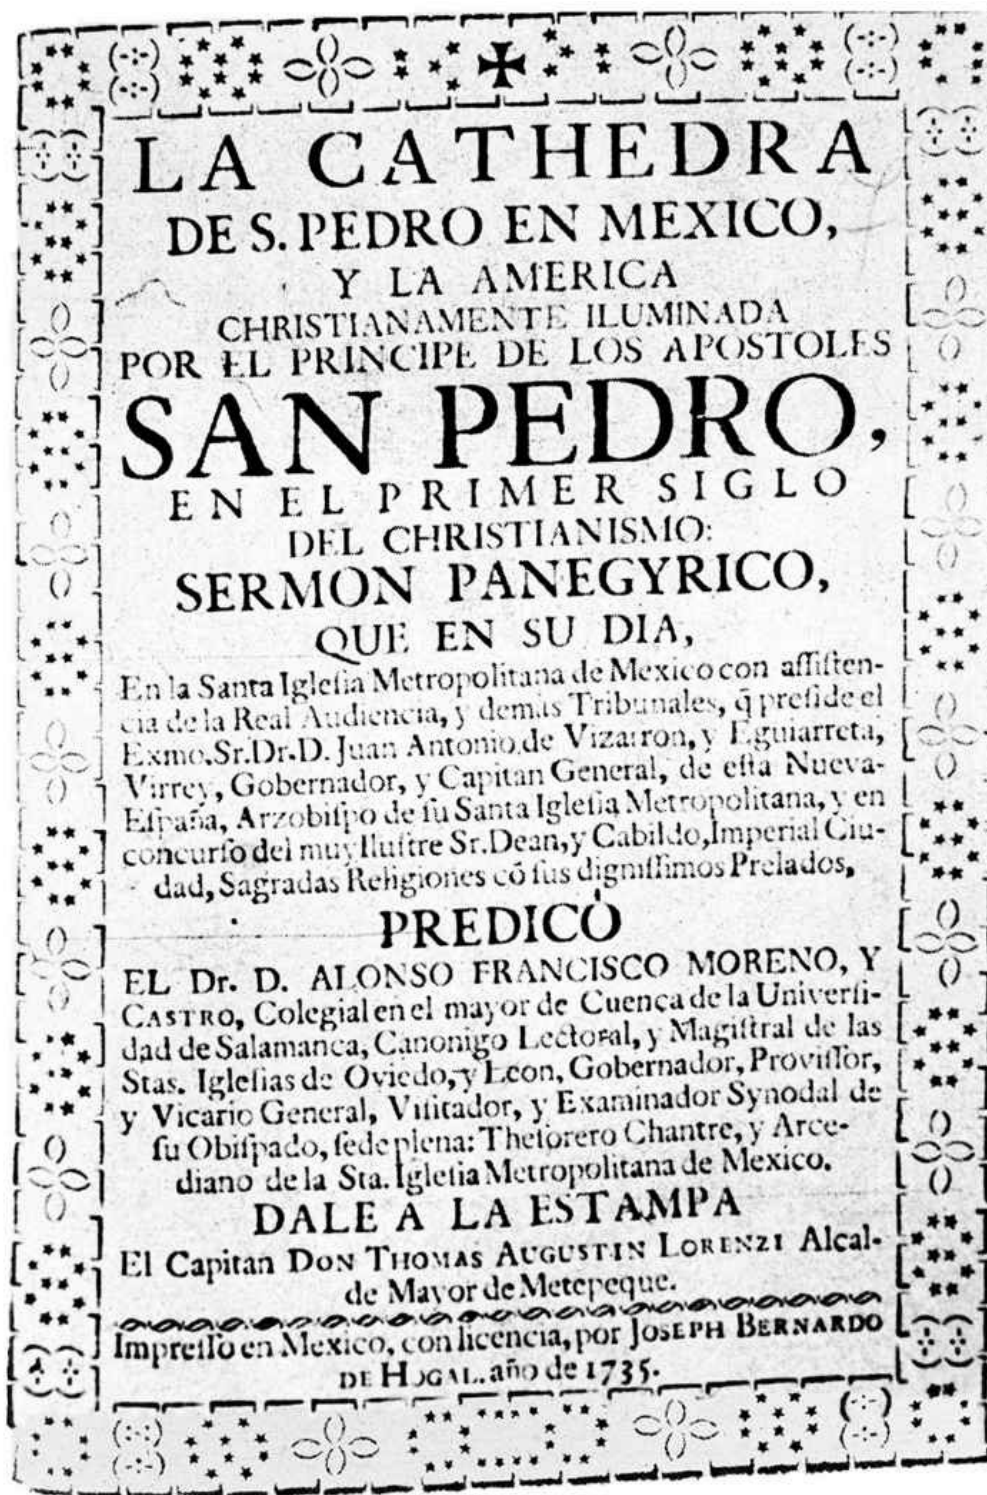 LA CATHEDRA
DE S. PEDRO EN MEXICO,
Y LA AMERICA
CHRISTIANAMENTE ILUMINADA
POR EL PRINCIPE DE LOS APOSTOLES
SAN PEDRO,
EN EL PRIMER SIGLO
DEL CHRISTIANISMO:
SERMON PANEGYRICO,
QUE EN SU DIA,
En la Santa Igleſia Metropolitana de Mexico con aſſiſten-
cia de la Real Audiencia, y demàs Tribunales, q̃ preſide el
Exmo. Sr. Dr. D. Juan Antonio de Vizarron, y Eguiarreta,
Virrey, Gobernador, y Capitan General, de eſta Nueva-
Eſpaña, Arzobiſpo de ſu Santa Igleſia Metropolitana, y en
concurſo del muy Iluſtre Sr. Dean, y Cabildo, Imperial Ciu-
dad, Sagradas Religiones cõ ſus digniſſimos Prelados,
PREDICÒ
EL Dr. D. ALONSO FRANCISCO MORENO, Y
CASTRO, Colegial en el mayor de Cuenca de la Univerſi-
dad de Salamanca, Canonigo Lectoral, y Magiſtral de las
Stas. Igleſias de Oviedo, y Leon, Gobernador, Proviſſor,
y Vicario General, Viſitador, y Examinador Synodal de
ſu Obiſpado, ſede plena: Theſorero Chantre, y Arce-
diano de la Sta. Igleſia Metropolitana de Mexico.
DALE A LA ESTAMPA
El Capitan DON THOMAS AUGUSTIN LORENZI Alcal-
de Mayor de Metepeque.
Impreſſo en Mexico, con licencia, por JOSEPH BERNARDO
DE HOGAL. año de 1735.